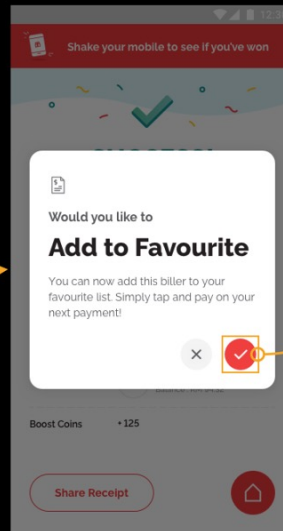 12:3
Shake your mobile to see if you've won
Would you like to
Add to Favourite
You can now add this biller to your
favourite list. Simply tap and pay on your
next payment!
Boost Coins +125
Share Receipt